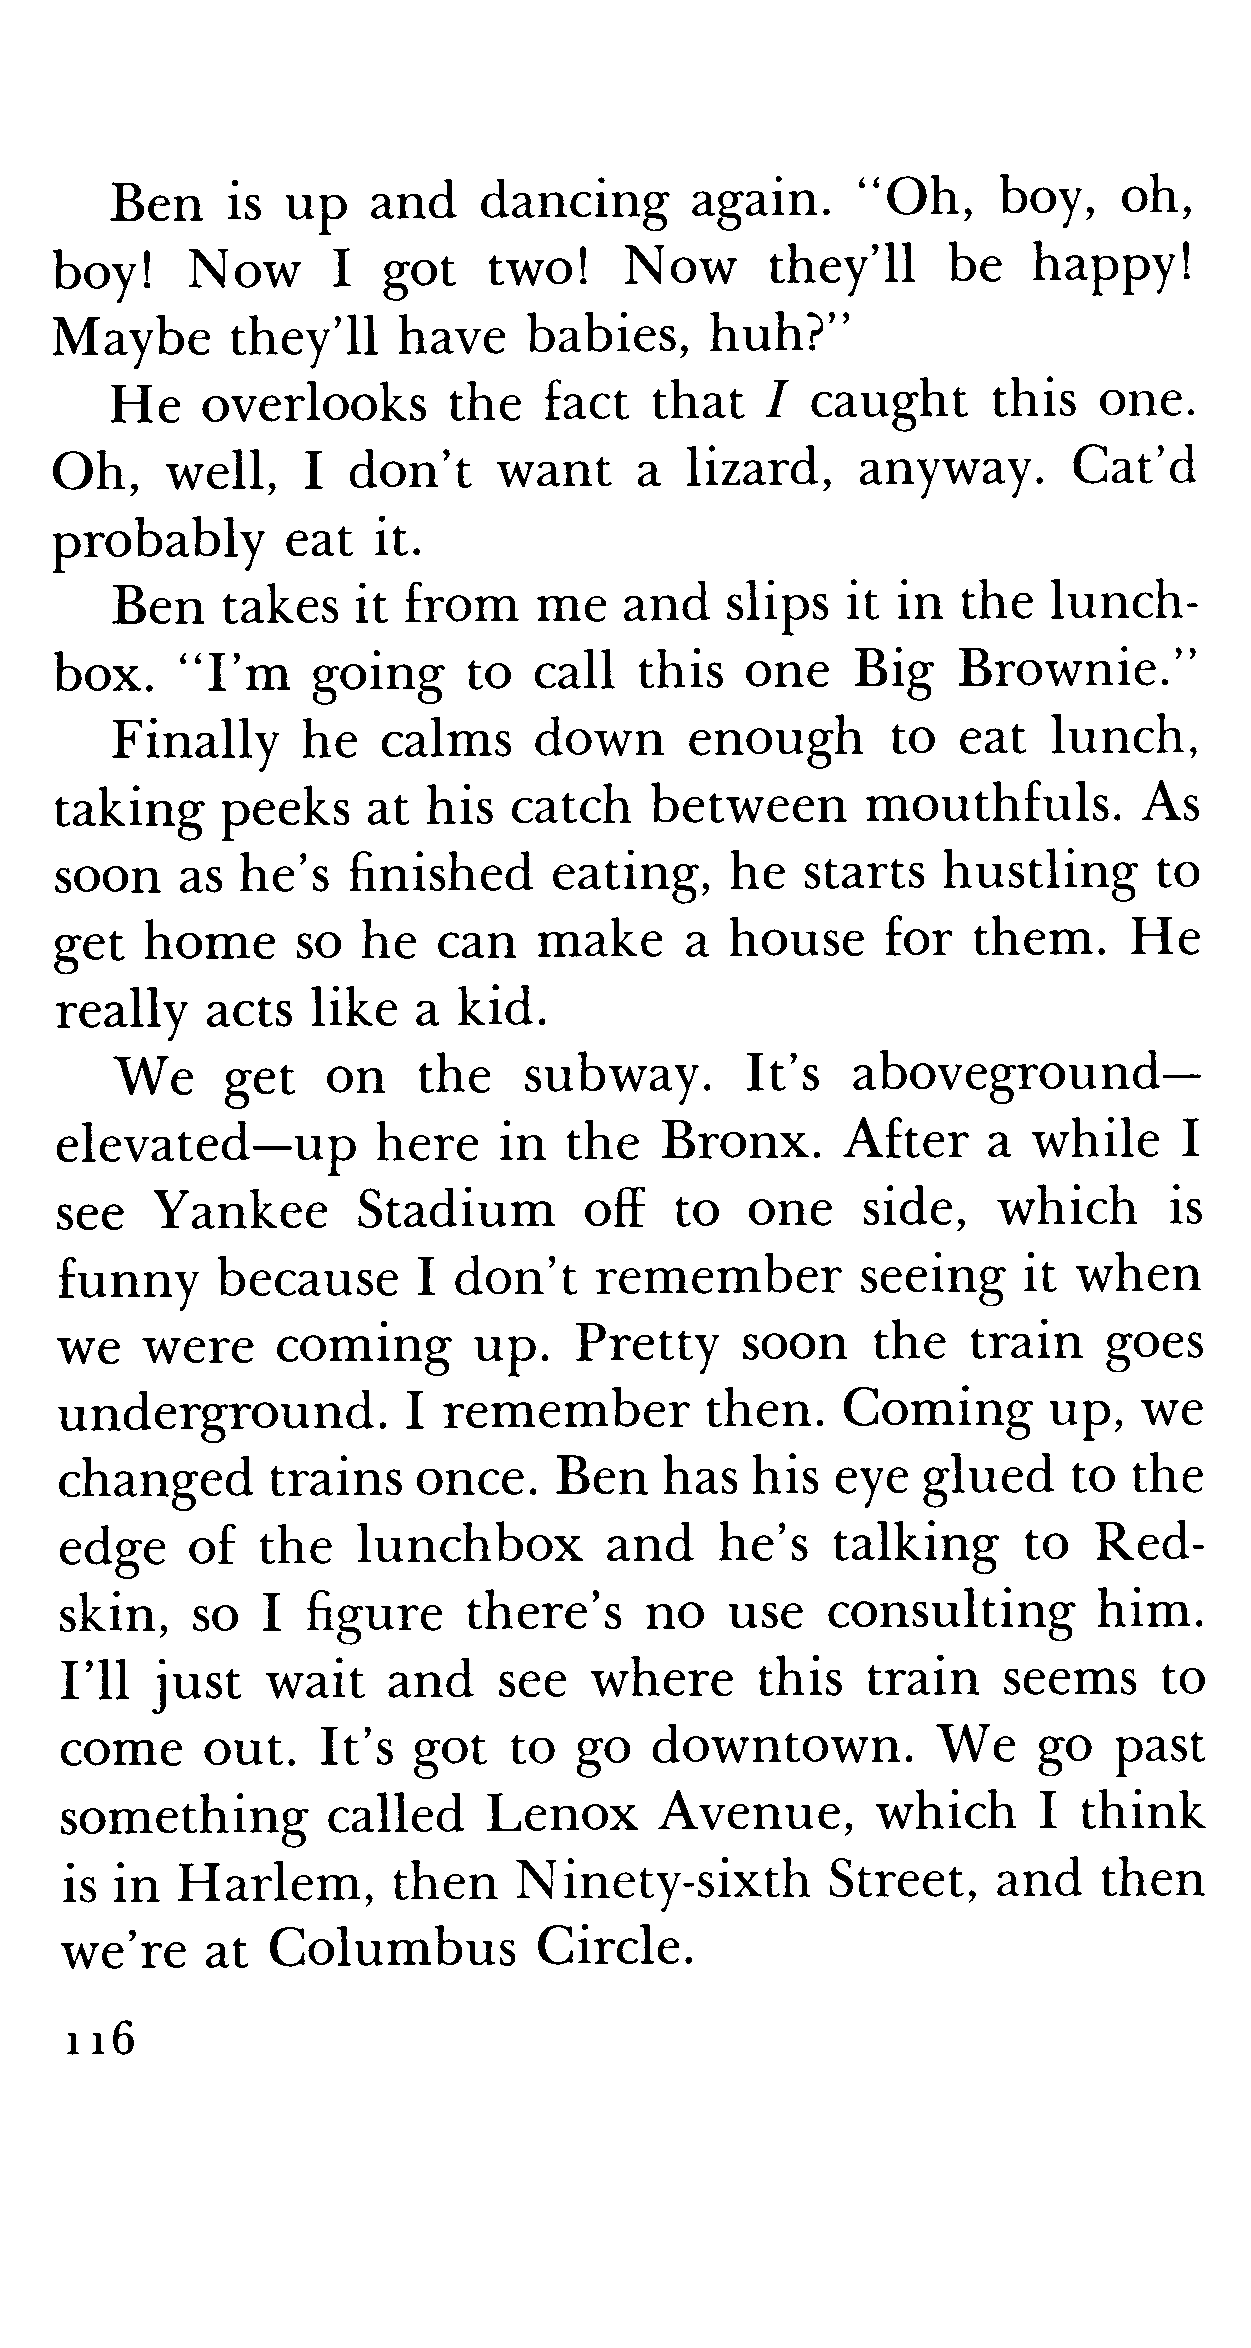 Ben is up and dancing again. “Oh, boy, oh,
boy! Now I got two! Now they’ll be happy!
Maybe they’ll have babies, huh?”
He overlooks the fact that I caught this one.
Oh, well, I don’t want a lizard, anyway. Cat’d
probably eat it.
Ben takes it from me and slips it in the lunch-
box. “I’m going to call this one Big Brownie.”
Finally he calms down enough to eat lunch,
taking peeks at his catch between mouthfuls. As
soon as he’s finished eating, he starts hustling to
get home so he can make a house for them. He
really acts like a kid.
We get on the subway. It’s aboveground—
elevated—up here in the Bronx. After a while I
see Yankee Stadium off to one side, which is
funny because I don’t remember seeing it when
we were coming up. Pretty soon the train goes
underground. I remember then. Coming up, we
changed trains once. Ben has his eye glued to the
edge of the lunchbox and he’s talking to Red-
skin, so I figure there’s no use consulting him.
I’ll just wait and see where this train seems to
come out. It’s got to go downtown. We go past
something called Lenox Avenue, which I think
is in Harlem, then Ninety-sixth Street, and then
we’re at Columbus Circle.
116